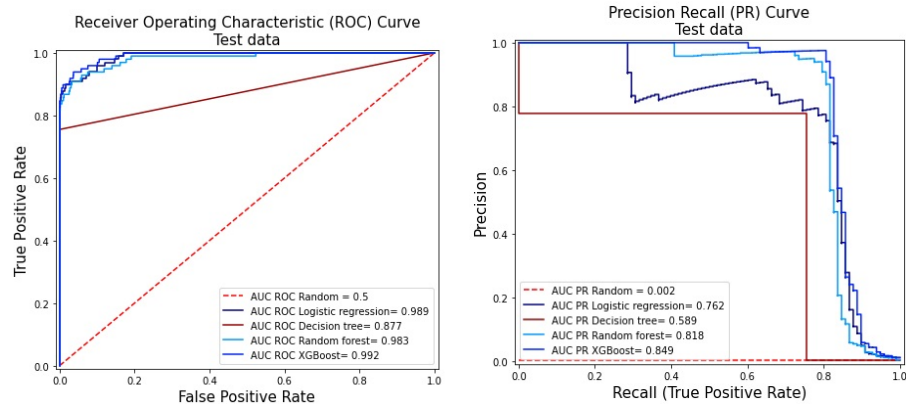 Receiver Operating Characteristic (ROC) Curve
Test data
1.0
0.8
0.6
0.4
0.2
0.0
True Positive Rate
AUC ROC Random = 0.5
AUC ROC Logistic regression= 0.989
AUC ROC Decision tree= 0.877
AUC ROC Random forest= 0.983
AUC ROC XGBoost= 0.992
0.0 0.2 0.4 0.6 0.8 1.0
False Positive Rate
Precision Recall (PR) Curve
Test data
1.0
0.8
0.6
0.4
0.2
0.0
Precision
AUC PR Random = 0.002
AUC PR Logistic regression= 0.762
AUC PR Decision tree= 0.589
AUC PR Random forest= 0.818
AUC PR XGBoost= 0.849
0.0 0.2 0.4 0.6 0.8 1.0
Recall (True Positive Rate)